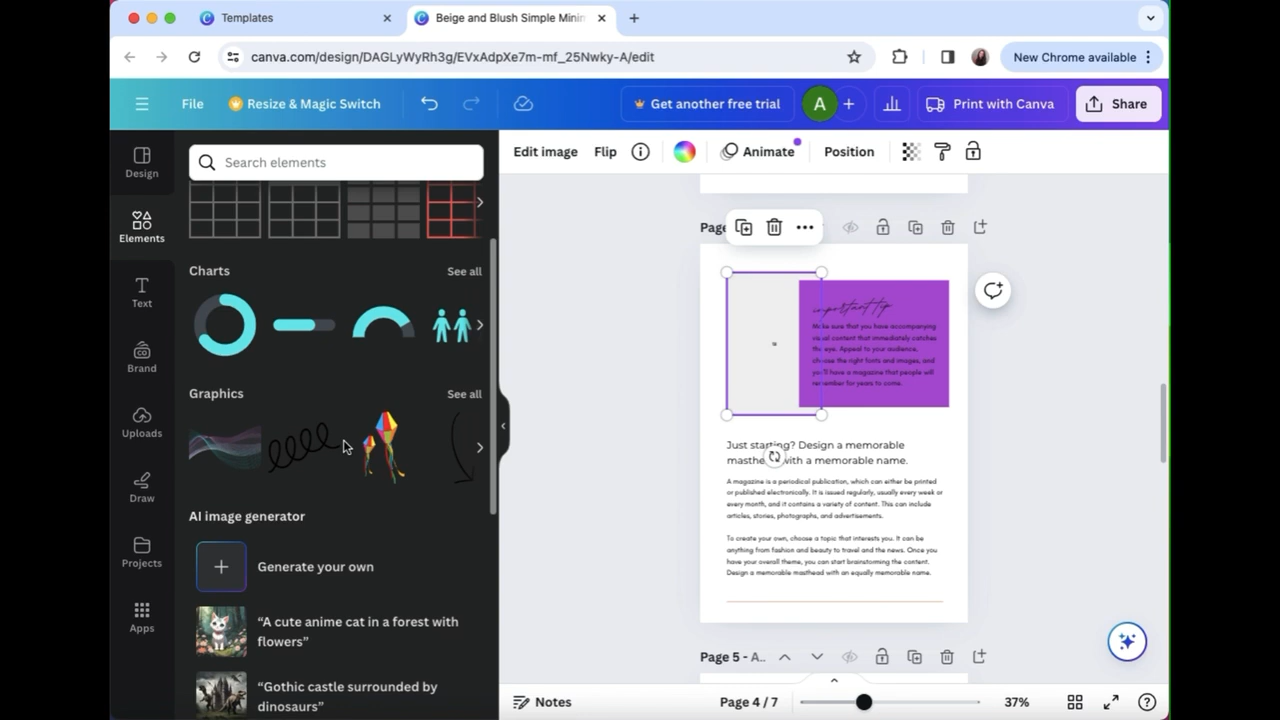 Templates
Beige and Blush Simple Minin
canva.com/design/DAGLyWyRh3g/EVxAdpXe7m-mf_25Nwky-A/edit
New Chrome available
File
Resize & Magic Switch
Get another free trial
A
Print with Canva
Share
Design
Elements
Text
Brand
Uploads
Draw
Projects
Apps
Search elements
Charts
See all
Graphics
See all
AI image generator
Generate your own
“A cute anime cat in a forest with
flowers”
“Gothic castle surrounded by
dinosaurs”
Edit image
Flip
Animate
Position
Page
important tip
Make sure that you have accompanying
visual content that immediately catches
the eye. Appeal to your audience,
choose the right fonts and images, and
you'll have a magazine that people will
remember for years to come.
Just starting? Design a memorable
masthe with a memorable name.
A magazine is a periodical publication, which can either be printed
or published electronically. It is issued regularly, usually every week or
every month, and it contains a variety of content. This can include
articles, stories, photographs, and advertisements.
To create your own, choose a topic that interests you. It can be
anything from fashion and beauty to travel and the news. Once you
have your overall theme, you can start brainstorming the content.
Design a memorable masthead with an equally memorable name.
Page 5 - A..
Notes
Page 4 / 7
37%